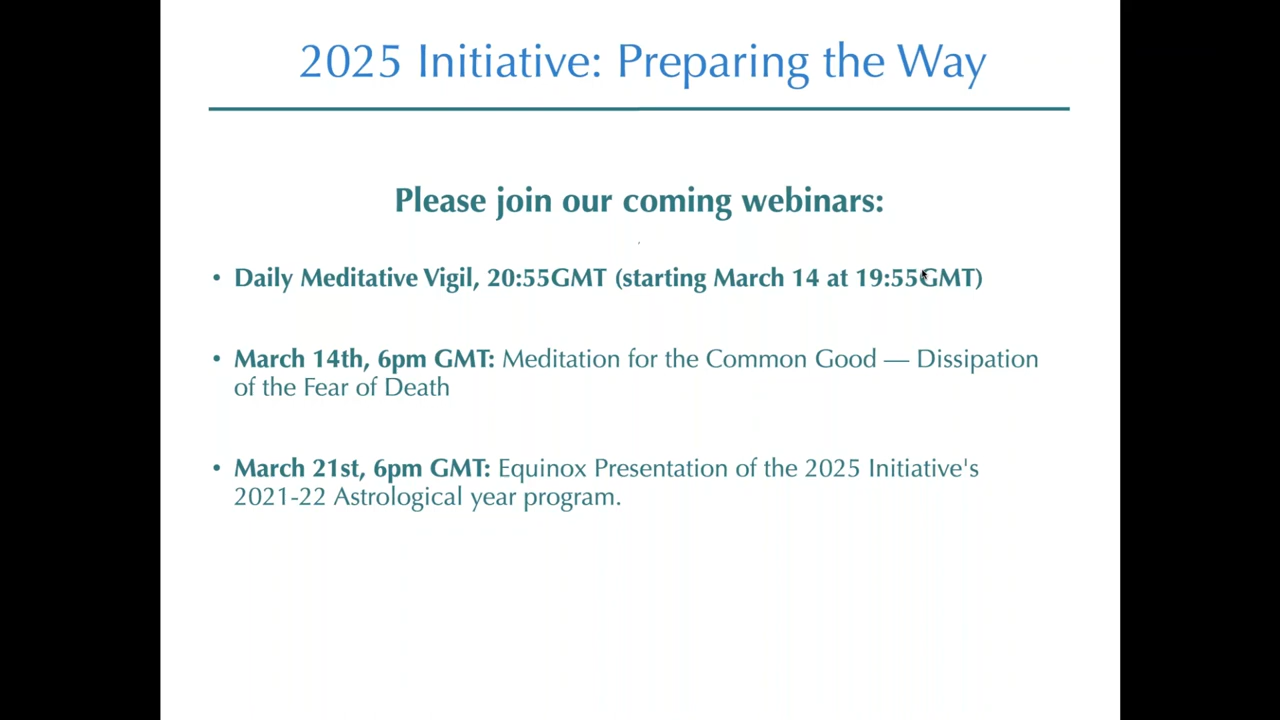 2025 Initiative: Preparing the Way
Please join our coming webinars:
• Daily Meditative Vigil, 20:55GMT (starting March 14 at 19:55GMT)
• March 14th, 6pm GMT: Meditation for the Common Good — Dissipation
of the Fear of Death
• March 21st, 6pm GMT: Equinox Presentation of the 2025 Initiative's
2021-22 Astrological year program.